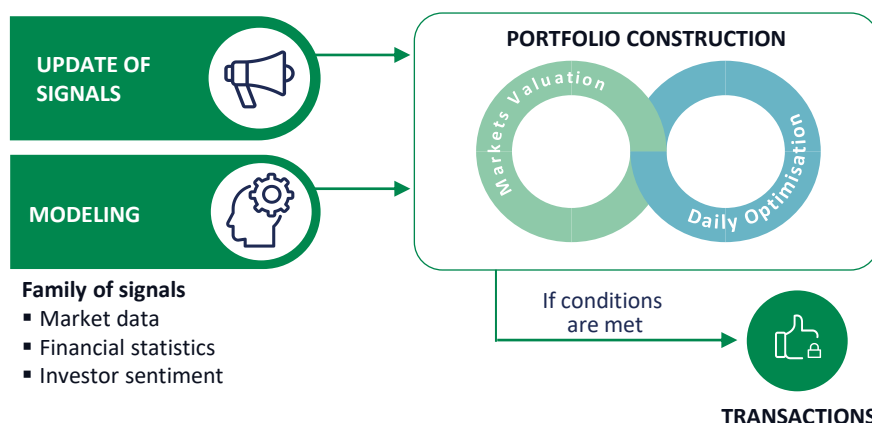 UPDATE OF
SIGNALS
MODELING
Family of signals
▪ Market data
▪ Financial statistics
▪ Investor sentiment
PORTFOLIO CONSTRUCTION
Markets Valuation
Daily Optimisation
If conditions
are met
TRANSACTIONS